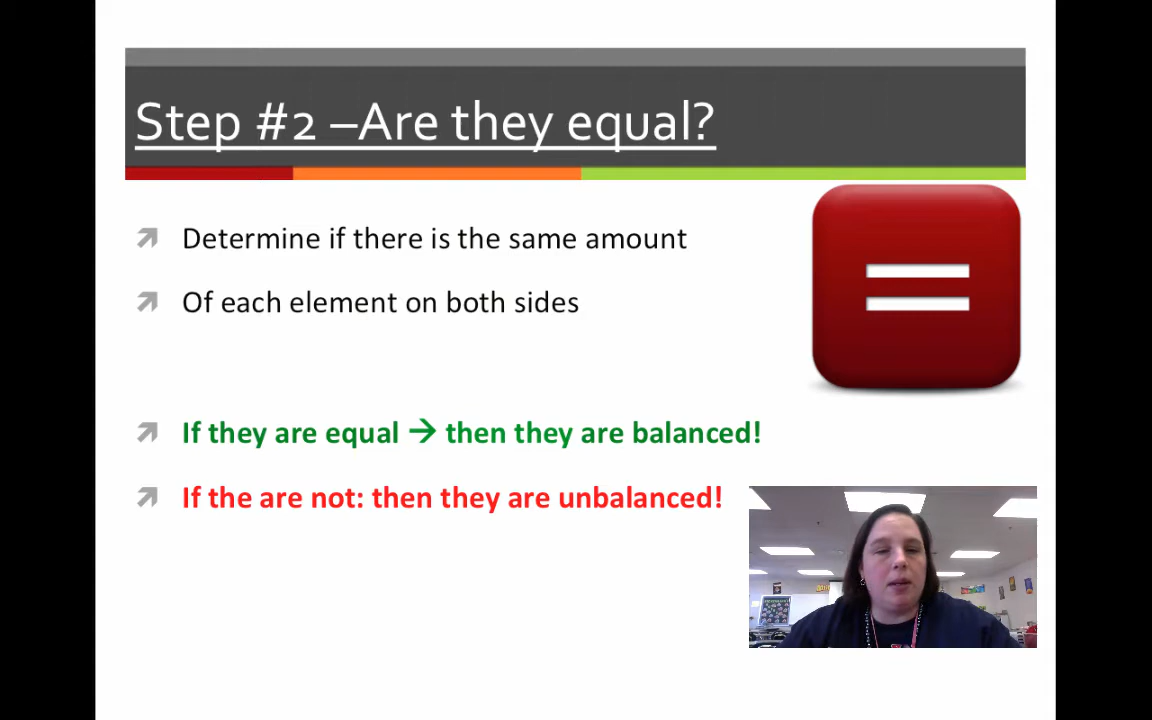 Step #2 –Are they equal?
Determine if there is the same amount
Of each element on both sides
If they are equal → then they are balanced!
If the are not: then they are unbalanced!